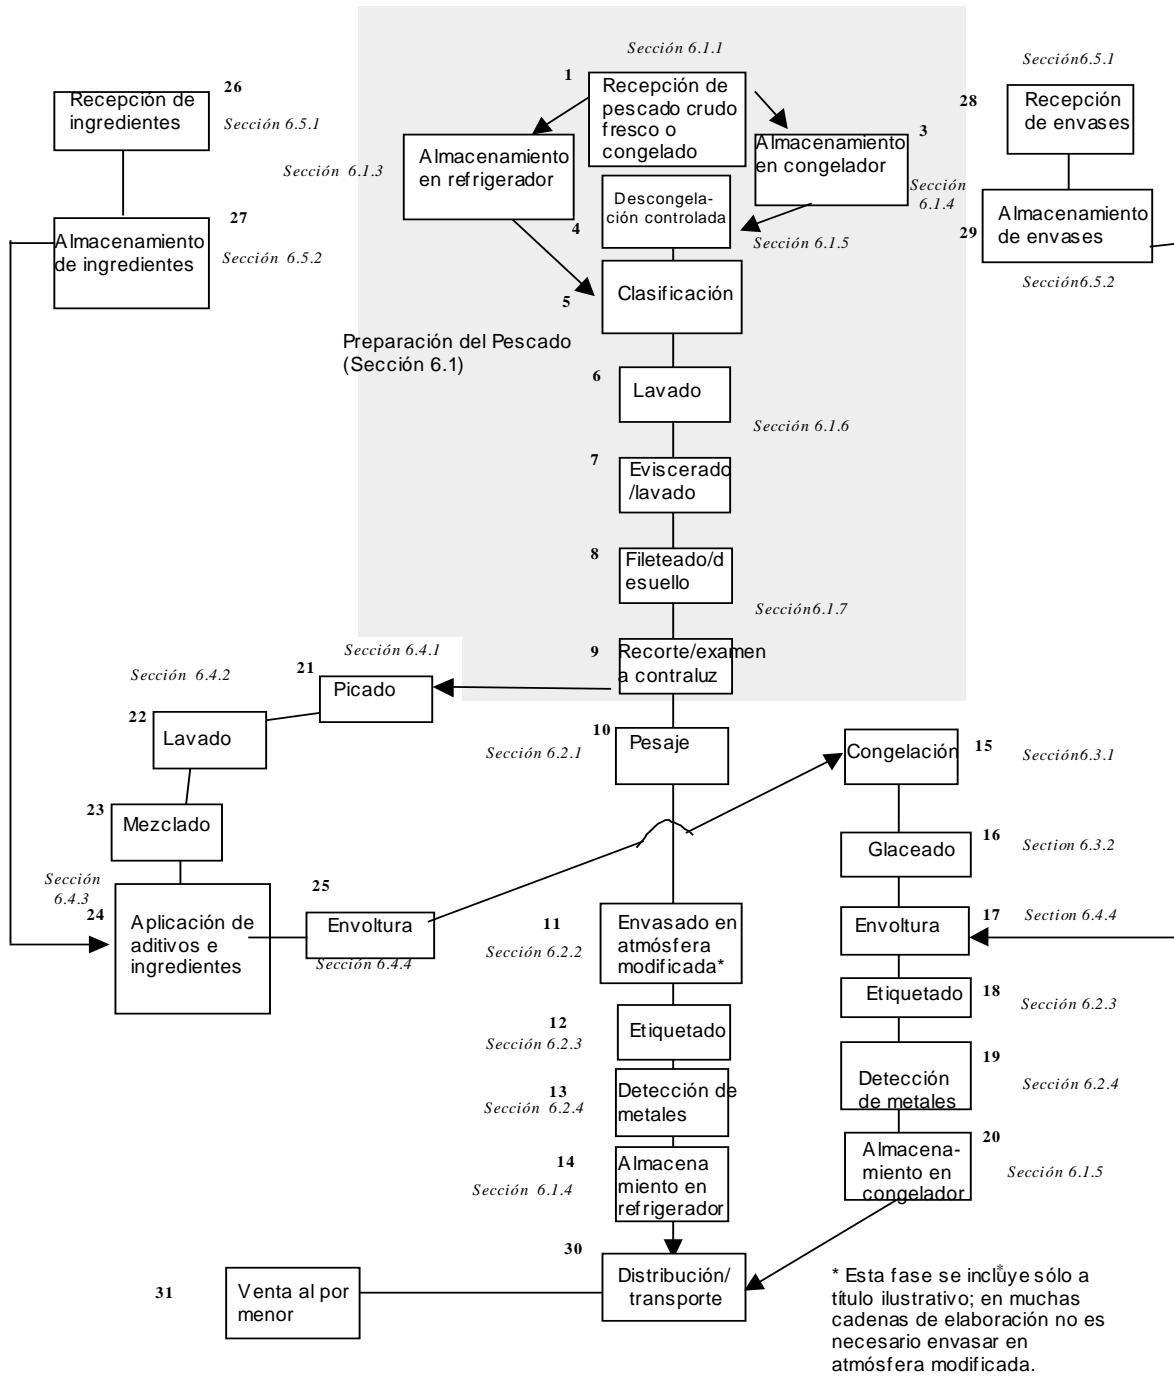 Sección 6.1.1
1
Recepción de
pescado crudo
fresco o
congelado
26
Recepción de
ingredientes
Sección 6.5.1
Sección6.5.1
28
Recepción
de envases
Sección 6.1.3
Almacenamiento
en refrigerador
3
Almacenamiento
en congelador
Sección
6.1.4
4
Descongela-
ción controlada
Sección 6.1.5
27
Almacenamiento
de ingredientes
Sección 6.5.2
29
Almacenamiento
de envases
Sección6.5.2
5
Clasificación
Preparación del Pescado
(Sección 6.1)
6
Lavado
Sección 6.1.6
7
Eviscerado
/lavado
8
Fileteado/d
esuello
Sección6.1.7
9
Recorte/examen
a contraluz
Sección 6.4.1
21
Picado
Sección 6.4.2
22
Lavado
10
Pesaje
Sección 6.2.1
Congelación
15
Sección6.3.1
23
Mezclado
16
Glaceado
Section 6.3.2
Sección
6.4.3
24
Aplicación de
aditivos e
ingredientes
25
Envoltura
Sección 6.4.4
11
Sección 6.2.2
Envasado en
atmósfera
modificada*
Envoltura
17
Section 6.4.4
12
Sección 6.2.3
Etiquetado
Etiquetado
18
Sección 6.2.3
13
Sección 6.2.4
Detección de
metales
19
Detección
de metales
Sección 6.2.4
14
Sección 6.1.4
Almacena
miento en
refrigerador
20
Almacena-
miento en
congelador
Sección 6.1.5
30
Distribución/
transporte
31
Venta al por
menor
*
* Esta fase se incluye sólo a
título ilustrativo; en muchas
cadenas de elaboración no es
necesario envasar en
atmósfera modificada.